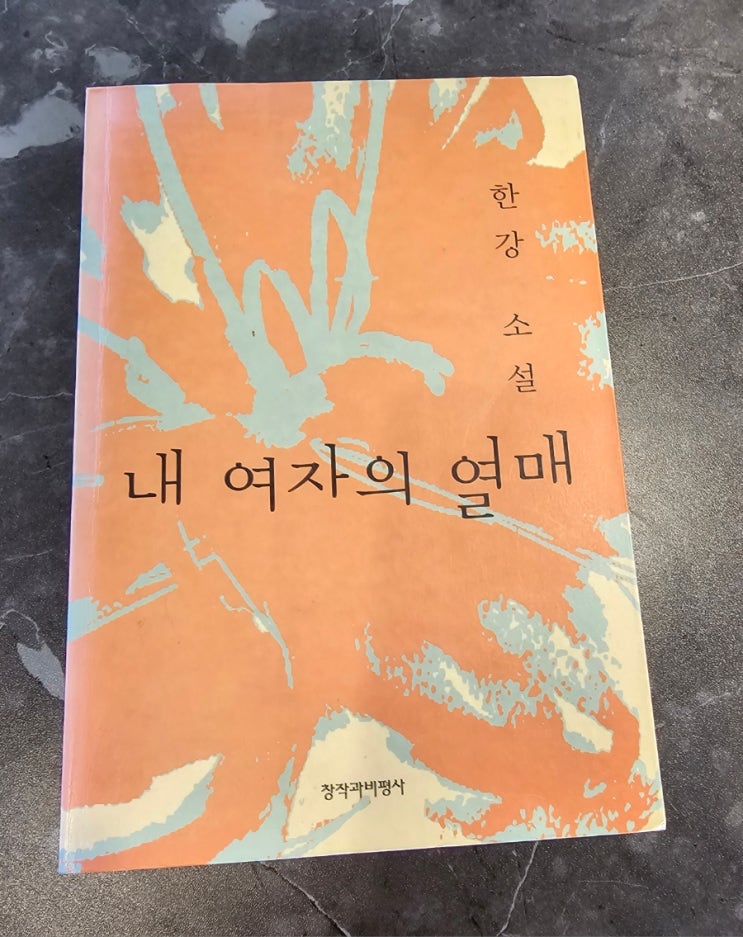 한강 소설
내 여자의 열매
창작과비평사